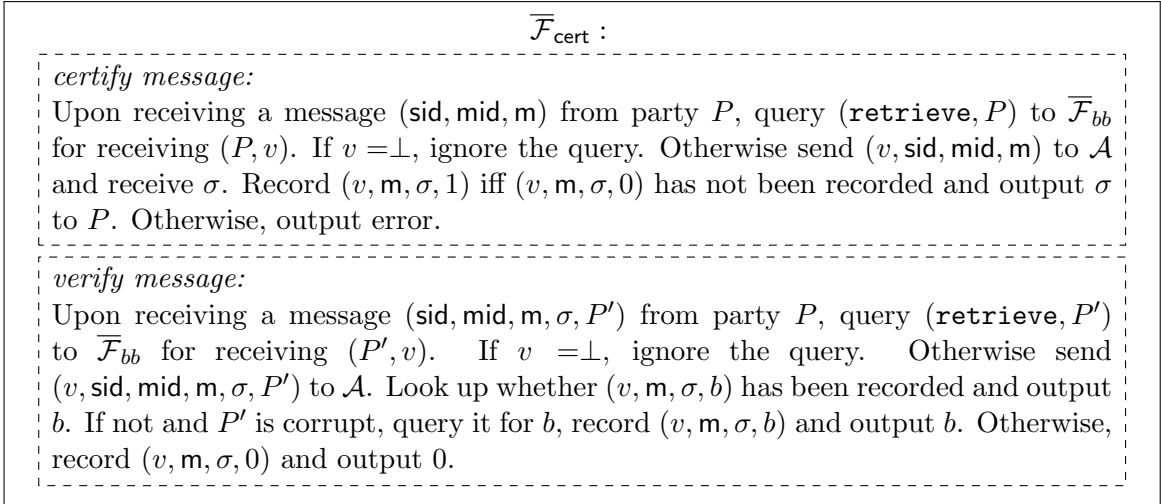 F̅_cert :
certify message:
Upon receiving a message (sid, mid, m) from party P, query (retrieve, P) to F̅_bb
for receiving (P, v). If v =⊥, ignore the query. Otherwise send (v, sid, mid, m) to A
and receive σ. Record (v, m, σ, 1) iff (v, m, σ, 0) has not been recorded and output σ
to P. Otherwise, output error.
verify message:
Upon receiving a message (sid, mid, m, σ, P′) from party P, query (retrieve, P′)
to F̅_bb for receiving (P′, v). If v =⊥, ignore the query. Otherwise send
(v, sid, mid, m, σ, P′) to A. Look up whether (v, m, σ, b) has been recorded and output
b. If not and P′ is corrupt, query it for b, record (v, m, σ, b) and output b. Otherwise,
record (v, m, σ, 0) and output 0.